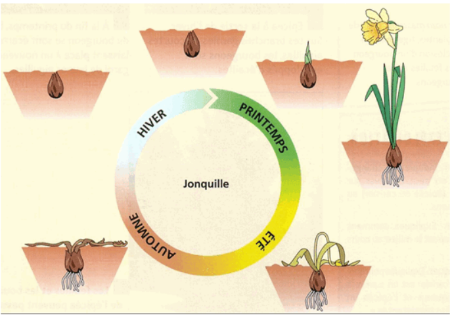 HIVER
PRINTEMPS
Jonquille
AUTOMNE
ÉTÉ